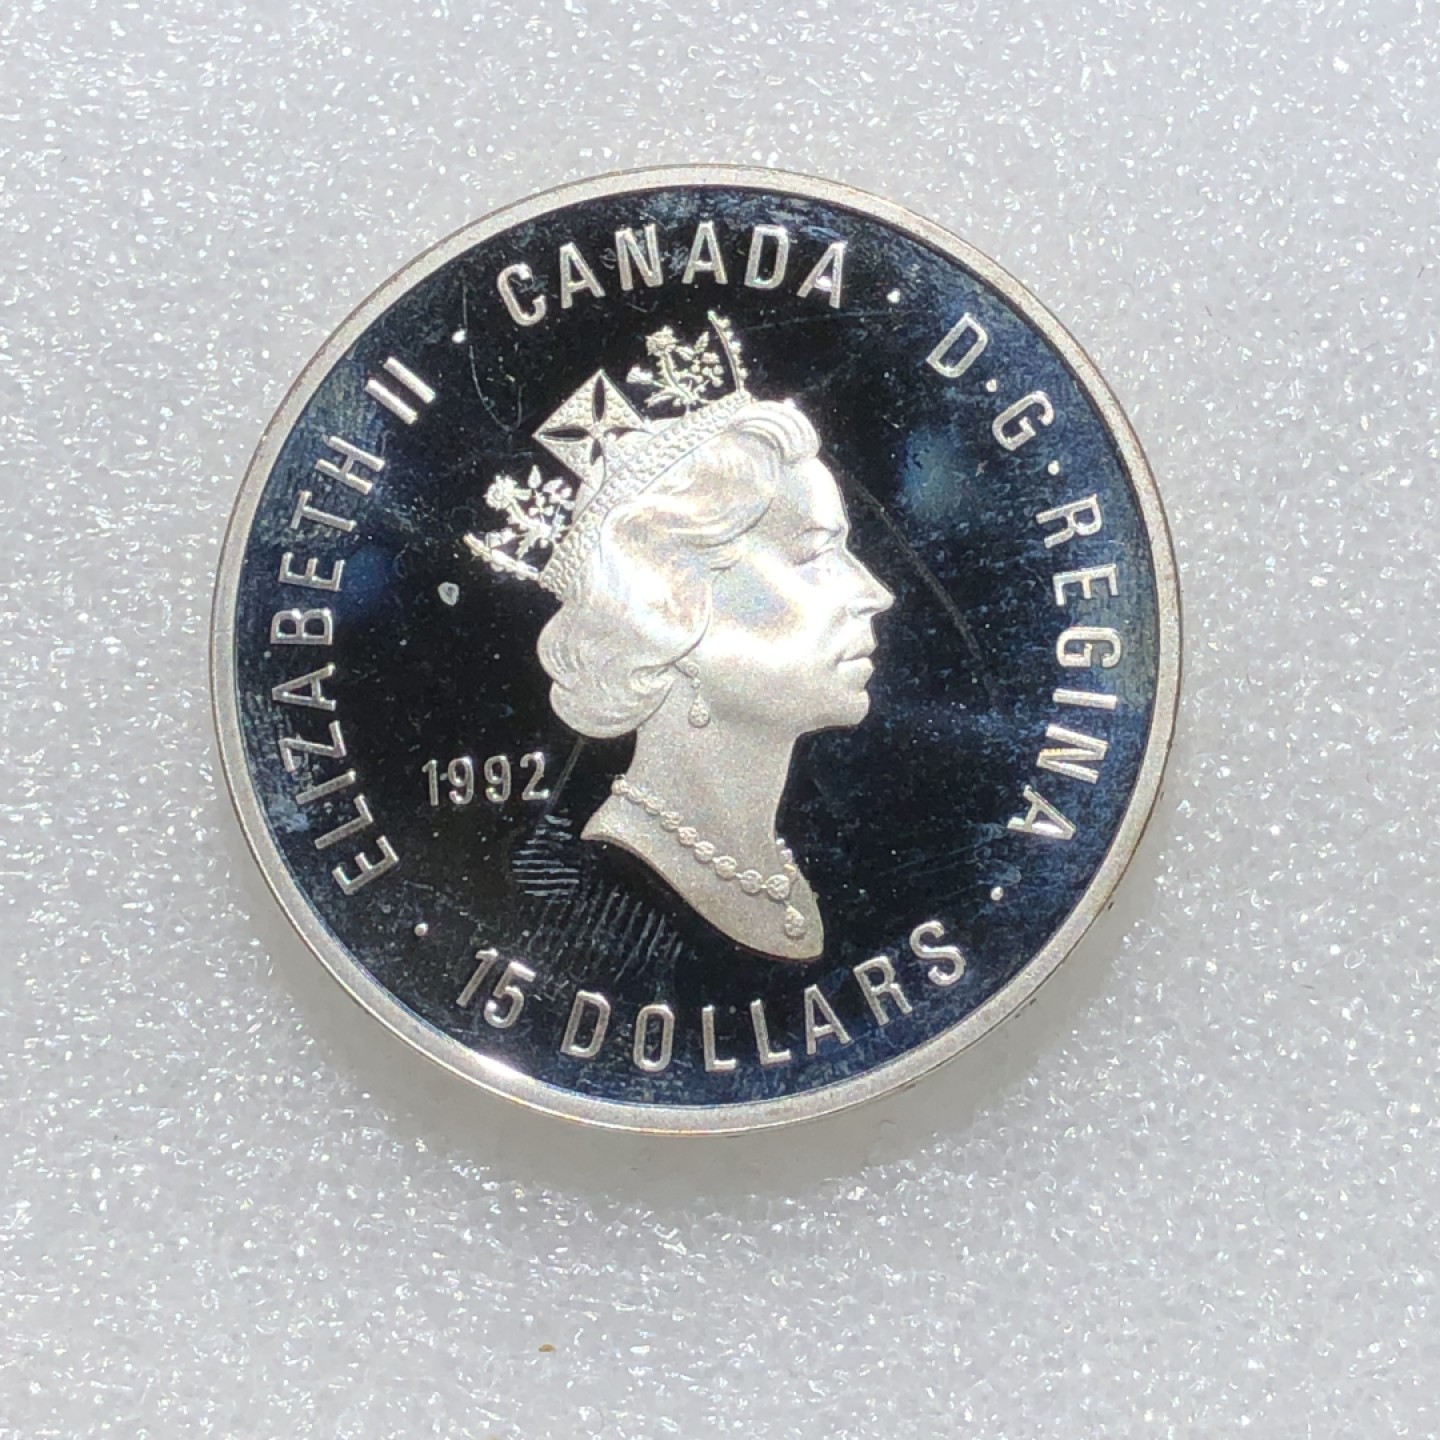 ELIZABETH II · CANADA · D·G·REGINA ·
1992
15 DOLLARS